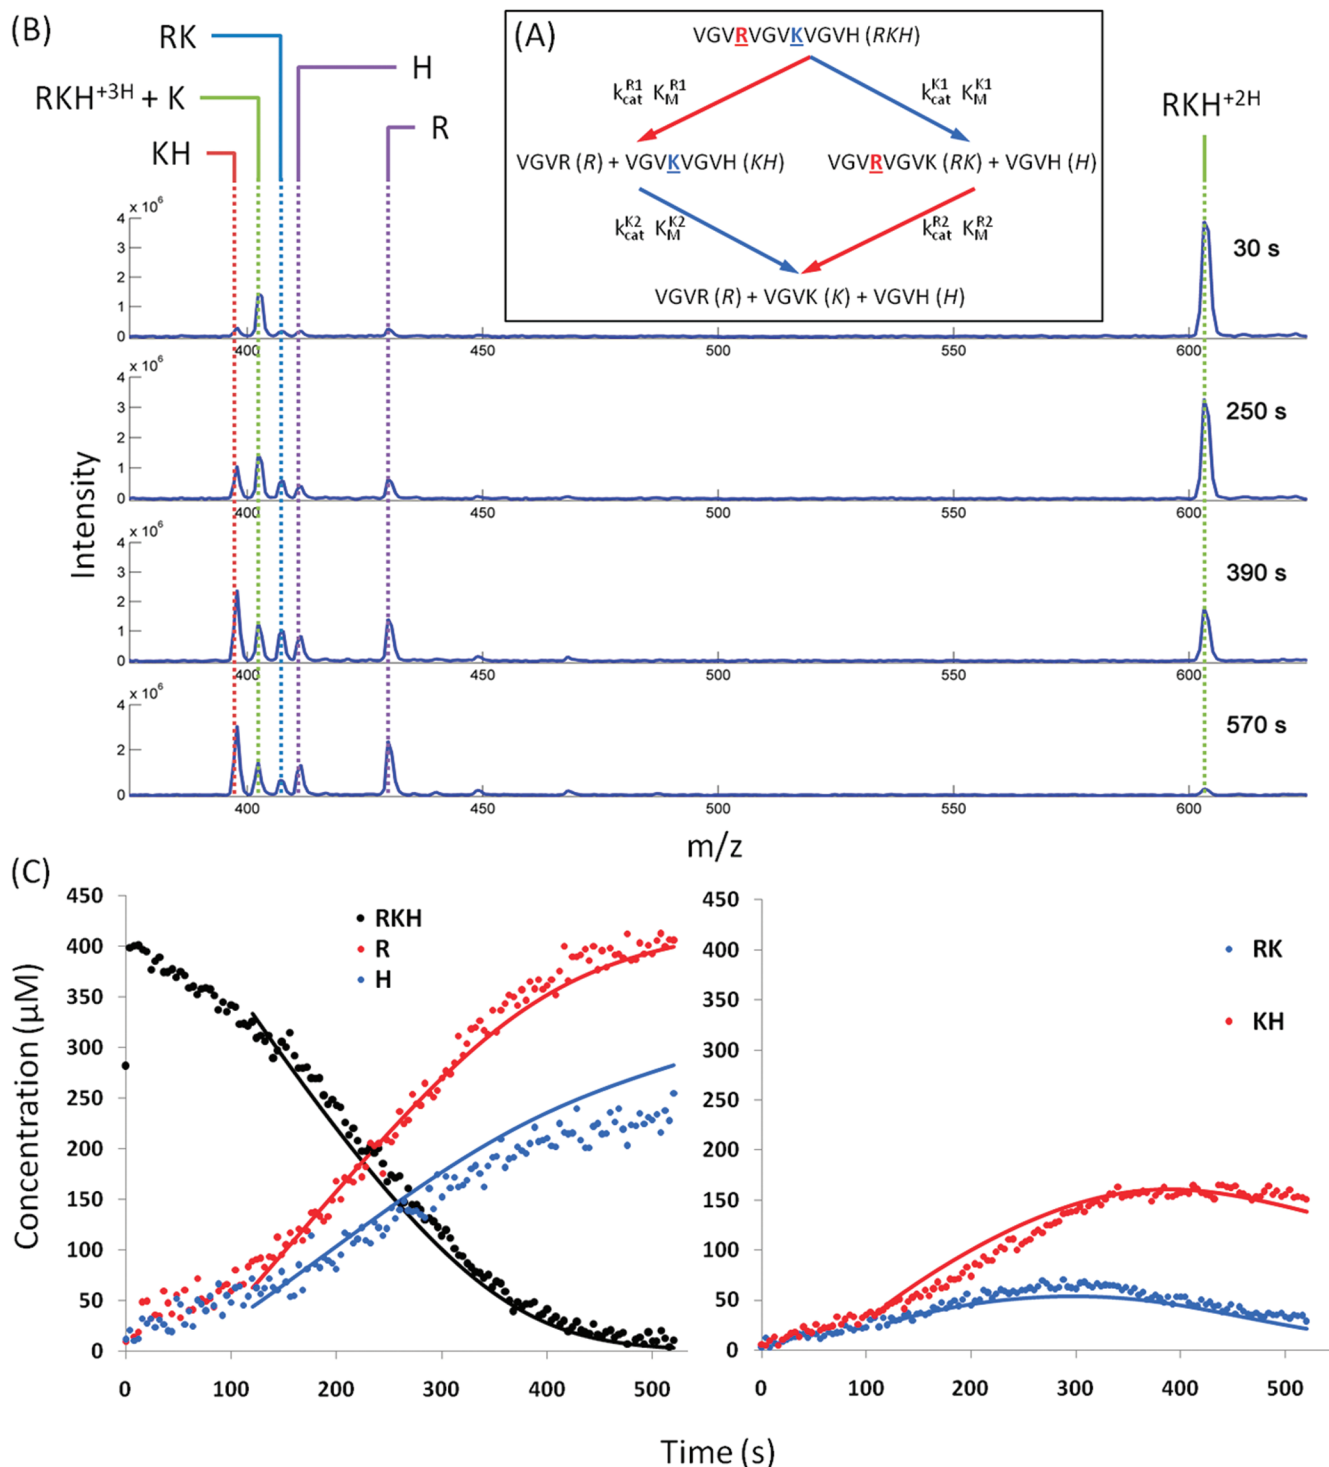 (B)
RK
H
RKH+3H + K
R
KH
RKH+2H
(A)
VGVRVGVKVGVH (RKH)
kcatR1 KMR1
kcatK1 KMK1
VGVR (R) + VGVKVGVH (KH)
VGVRVGVK (RK) + VGVH (H)
kcatK2 KMK2
kcatR2 KMR2
VGVR (R) + VGVK (K) + VGVH (H)
x 10^6
4
3
2
1
0
400
450
500
550
600
30 s
x 10^6
4
3
2
1
0
400
450
500
550
600
250 s
x 10^6
4
3
2
1
0
400
450
500
550
600
390 s
x 10^6
4
2
0
400
450
500
550
600
570 s
Intensity
m/z
(C)
450
400
350
300
250
200
150
100
50
0
RKH
R
H
0
100
200
300
400
500
Concentration (µM)
450
400
350
300
250
200
150
100
50
0
RK
KH
0
100
200
300
400
500
Time (s)